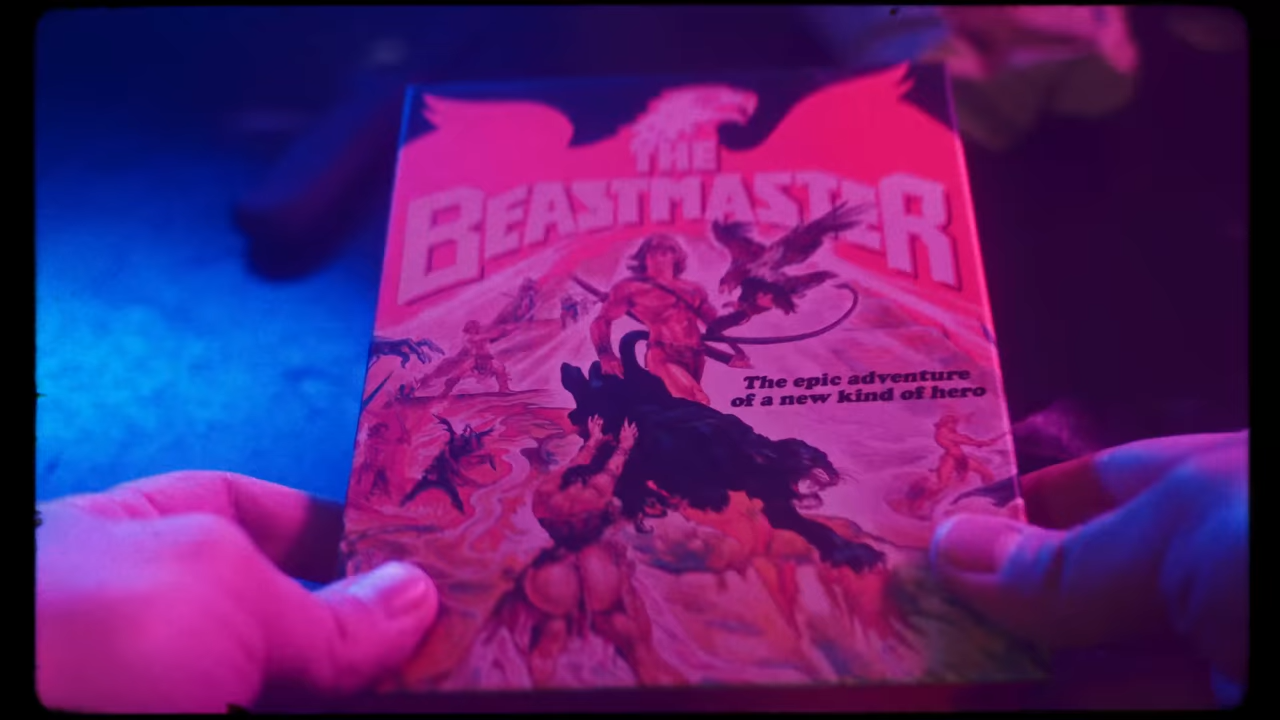 THE
BEASTMASTER
The epic adventure
of a new kind of hero